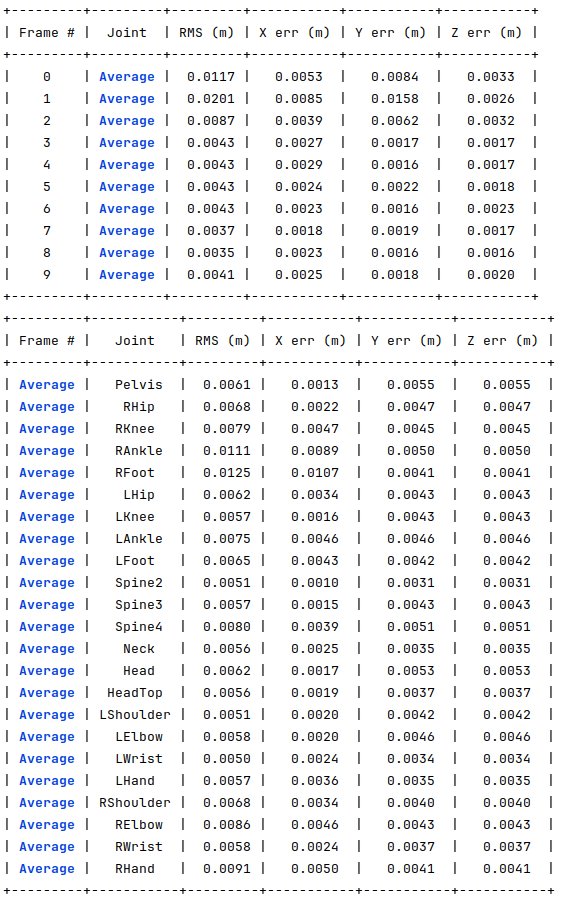 +---------+---------+---------+-----------+-----------+-----------+
| Frame # |  Joint  | RMS (m) | X err (m) | Y err (m) | Z err (m) |
+---------+---------+---------+-----------+-----------+-----------+
|    0    | Average |  0.0117 |   0.0053  |   0.0084  |   0.0033  |
|    1    | Average |  0.0201 |   0.0085  |   0.0158  |   0.0026  |
|    2    | Average |  0.0087 |   0.0039  |   0.0062  |   0.0032  |
|    3    | Average |  0.0043 |   0.0027  |   0.0017  |   0.0017  |
|    4    | Average |  0.0043 |   0.0029  |   0.0016  |   0.0017  |
|    5    | Average |  0.0043 |   0.0024  |   0.0022  |   0.0018  |
|    6    | Average |  0.0043 |   0.0023  |   0.0016  |   0.0023  |
|    7    | Average |  0.0037 |   0.0018  |   0.0019  |   0.0017  |
|    8    | Average |  0.0035 |   0.0023  |   0.0016  |   0.0016  |
|    9    | Average |  0.0041 |   0.0025  |   0.0018  |   0.0020  |
+---------+---------+---------+-----------+-----------+-----------+
+---------+-----------+---------+-----------+-----------+-----------+
| Frame # |   Joint   | RMS (m) | X err (m) | Y err (m) | Z err (m) |
+---------+-----------+---------+-----------+-----------+-----------+
| Average |   Pelvis  |  0.0061 |   0.0013  |   0.0055  |   0.0055  |
| Average |    RHip   |  0.0068 |   0.0022  |   0.0047  |   0.0047  |
| Average |   RKnee   |  0.0079 |   0.0047  |   0.0045  |   0.0045  |
| Average |   RAnkle  |  0.0111 |   0.0089  |   0.0050  |   0.0050  |
| Average |   RFoot   |  0.0125 |   0.0107  |   0.0041  |   0.0041  |
| Average |    LHip   |  0.0062 |   0.0034  |   0.0043  |   0.0043  |
| Average |   LKnee   |  0.0057 |   0.0016  |   0.0043  |   0.0043  |
| Average |   LAnkle  |  0.0075 |   0.0046  |   0.0046  |   0.0046  |
| Average |   LFoot   |  0.0065 |   0.0043  |   0.0042  |   0.0042  |
| Average |   Spine2  |  0.0051 |   0.0010  |   0.0031  |   0.0031  |
| Average |   Spine3  |  0.0057 |   0.0015  |   0.0043  |   0.0043  |
| Average |   Spine4  |  0.0080 |   0.0039  |   0.0051  |   0.0051  |
| Average |    Neck   |  0.0056 |   0.0025  |   0.0035  |   0.0035  |
| Average |    Head   |  0.0062 |   0.0017  |   0.0053  |   0.0053  |
| Average |  HeadTop  |  0.0056 |   0.0019  |   0.0037  |   0.0037  |
| Average | LShoulder |  0.0051 |   0.0020  |   0.0042  |   0.0042  |
| Average |   LElbow  |  0.0058 |   0.0020  |   0.0046  |   0.0046  |
| Average |   LWrist  |  0.0050 |   0.0024  |   0.0034  |   0.0034  |
| Average |   LHand   |  0.0057 |   0.0036  |   0.0035  |   0.0035  |
| Average | RShoulder |  0.0068 |   0.0034  |   0.0040  |   0.0040  |
| Average |   RElbow  |  0.0086 |   0.0046  |   0.0043  |   0.0043  |
| Average |   RWrist  |  0.0058 |   0.0024  |   0.0037  |   0.0037  |
| Average |   RHand   |  0.0091 |   0.0050  |   0.0041  |   0.0041  |
+---------+-----------+---------+-----------+-----------+-----------+